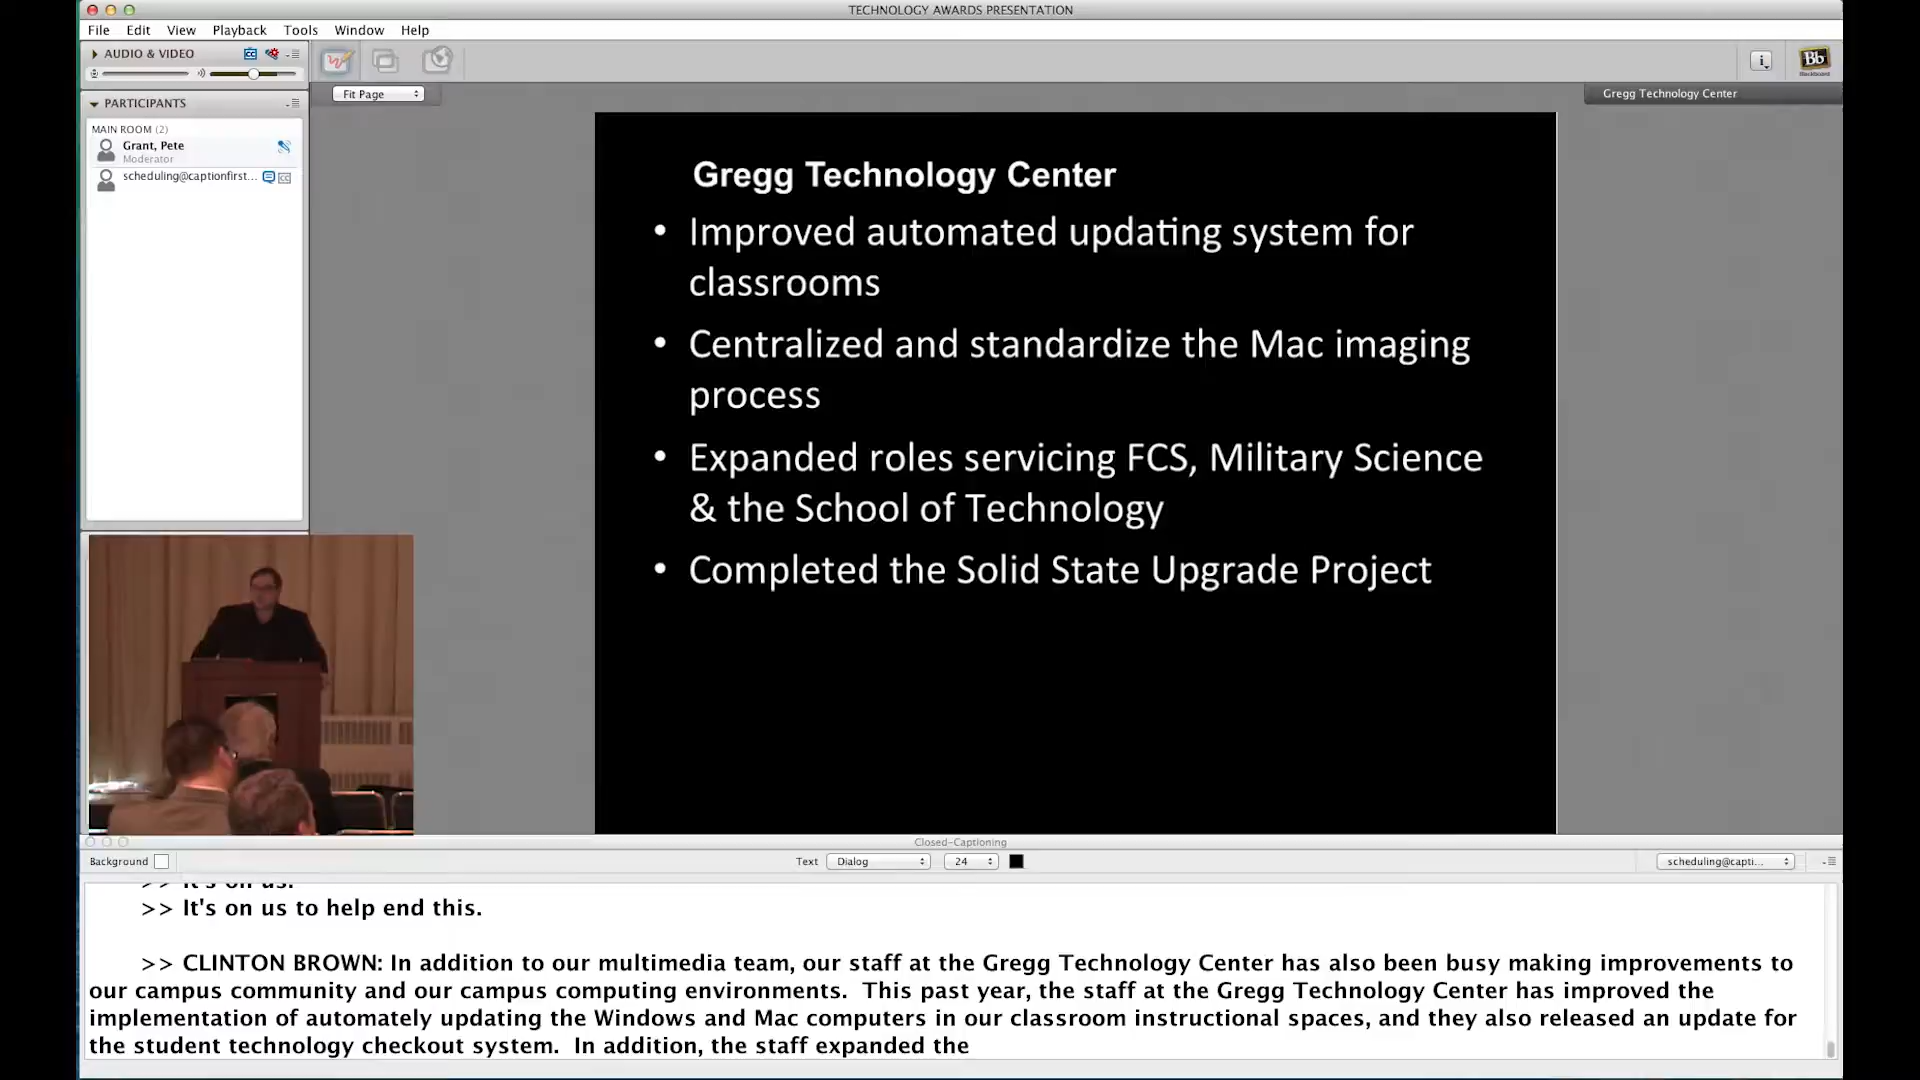 TECHNOLOGY AWARDS PRESENTATION
File Edit View Playback Tools Window Help
AUDIO & VIDEO
PARTICIPANTS
MAIN ROOM (2)
Grant, Pete
Moderator
scheduling@captionfirst...
Fit Page
Bb
Blackboard
Gregg Technology Center
Gregg Technology Center
• Improved automated updating system for
classrooms
• Centralized and standardize the Mac imaging
process
• Expanded roles servicing FCS, Military Science
& the School of Technology
• Completed the Solid State Upgrade Project
Closed-Captioning
Background Text Dialog 24 scheduling@capti...
>> It's on us.
>> It's on us to help end this.
>> CLINTON BROWN: In addition to our multimedia team, our staff at the Gregg Technology Center has also been busy making improvements to
our campus community and our campus computing environments. This past year, the staff at the Gregg Technology Center has improved the
implementation of automately updating the Windows and Mac computers in our classroom instructional spaces, and they also released an update for
the student technology checkout system. In addition, the staff expanded the